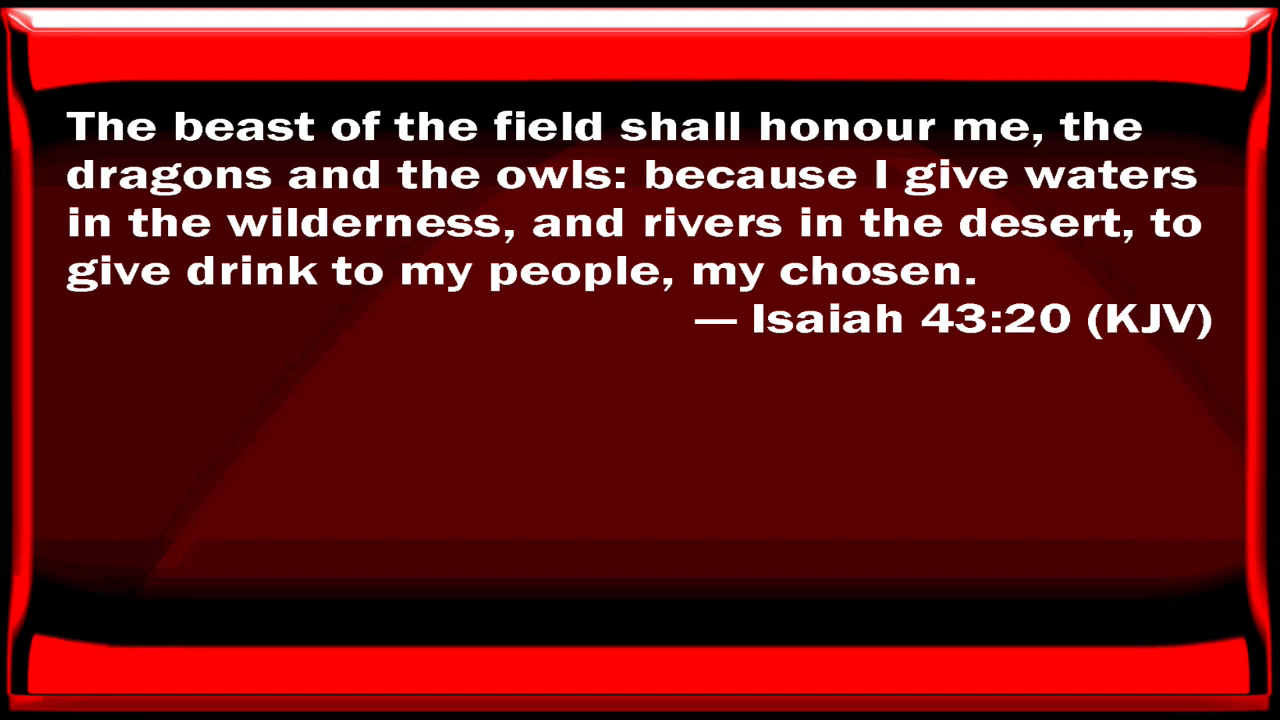 The beast of the field shall honour me, the
dragons and the owls: because I give waters
in the wilderness, and rivers in the desert, to
give drink to my people, my chosen.
— Isaiah 43:20 (KJV)